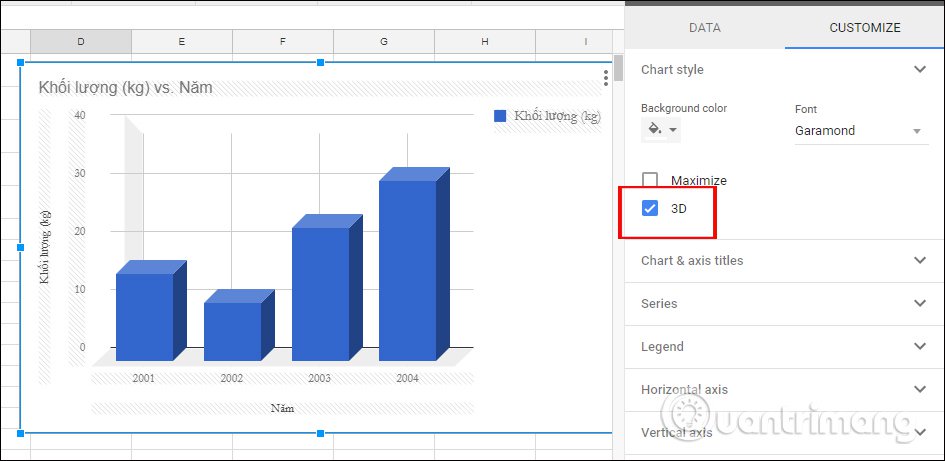 D E F G H I
Khối lượng (kg) vs. Năm
40
30
20
10
0
Khối lượng (kg)
2001 2002 2003 2004
Năm
Khối lượng (kg)
DATA CUSTOMIZE
Chart style
Background color Font
Garamond
Maximize
3D
Chart & axis titles
Series
Legend
Horizontal axis
Vertical axis
Quantrimang